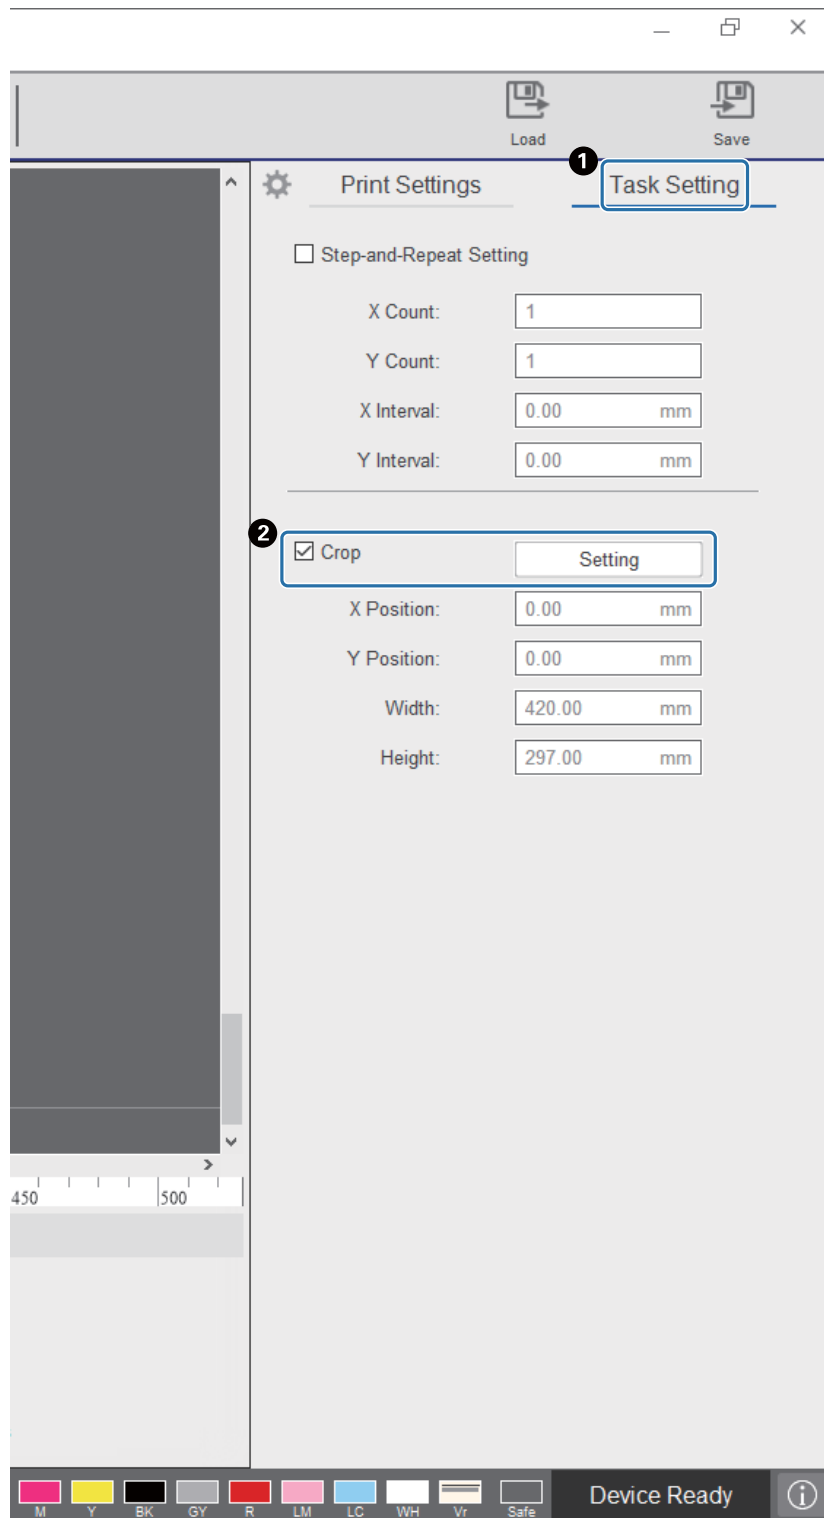 Load
Save
1
Print Settings
Task Setting
Step-and-Repeat Setting
X Count: 1
Y Count: 1
X Interval: 0.00 mm
Y Interval: 0.00 mm
2
Crop
Setting
X Position: 0.00 mm
Y Position: 0.00 mm
Width: 420.00 mm
Height: 297.00 mm
450
500
M Y BK GY R LM LC WH Vr Safe
Device Ready